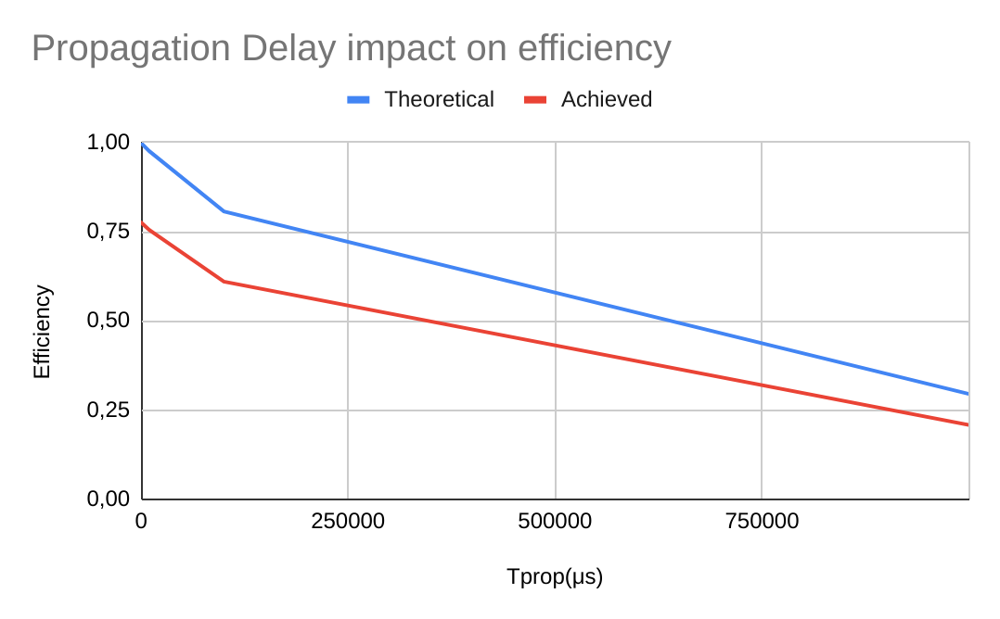 Propagation Delay impact on efficiency
Theoretical Achieved
1,00
0,75
0,50
0,25
0,00
Efficiency
0 250000 500000 750000
Tprop(μs)